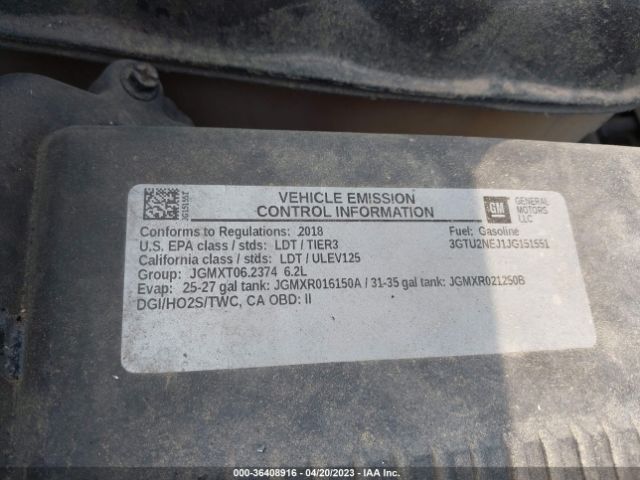 JG151551
VEHICLE EMISSION
CONTROL INFORMATION
GM GENERAL
MOTORS
LLC
Conforms to Regulations: 2018
Fuel: Gasoline
U.S. EPA class / stds: LDT / TIER3
3GTU2NEJ1JG151551
California class / stds: LDT / ULEV125
Group: JGMXT06.2374 6.2L
Evap: 25-27 gal tank: JGMXR016150A / 31-35 gal tank: JGMXR021250B
DGI/HO2S/TWC, CA OBD: II
000-36408916 - 04/20/2023 - IAA Inc.